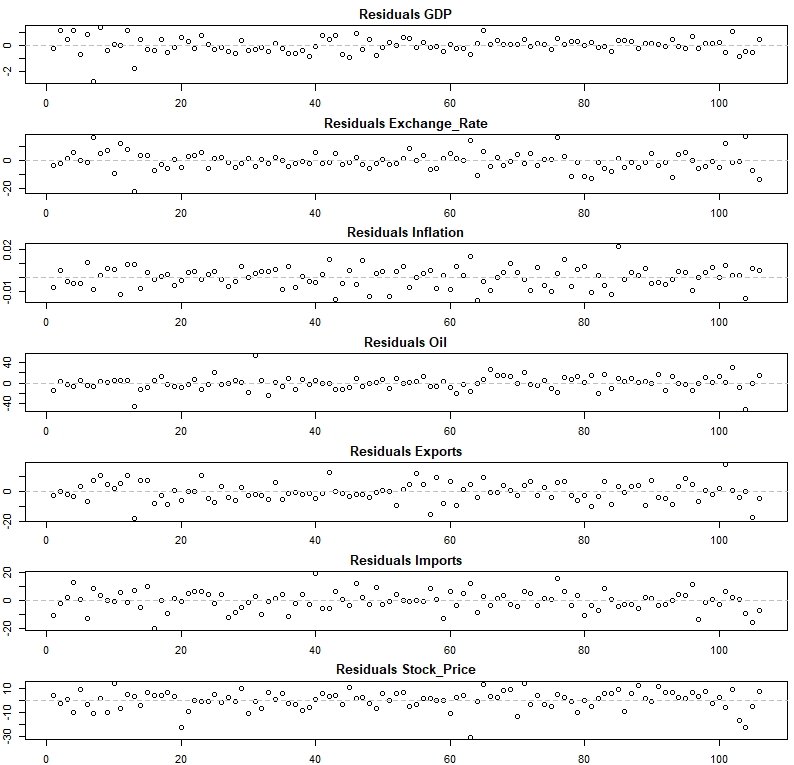 Residuals GDP
0
-2
0 20 40 60 80 100
Residuals Exchange_Rate
0
-20
0 20 40 60 80 100
Residuals Inflation
0.02
-0.01
0 20 40 60 80 100
Residuals Oil
40
0
-40
0 20 40 60 80 100
Residuals Exports
0
-20
0 20 40 60 80 100
Residuals Imports
20
0
-20
0 20 40 60 80 100
Residuals Stock_Price
10
-10
-30
0 20 40 60 80 100